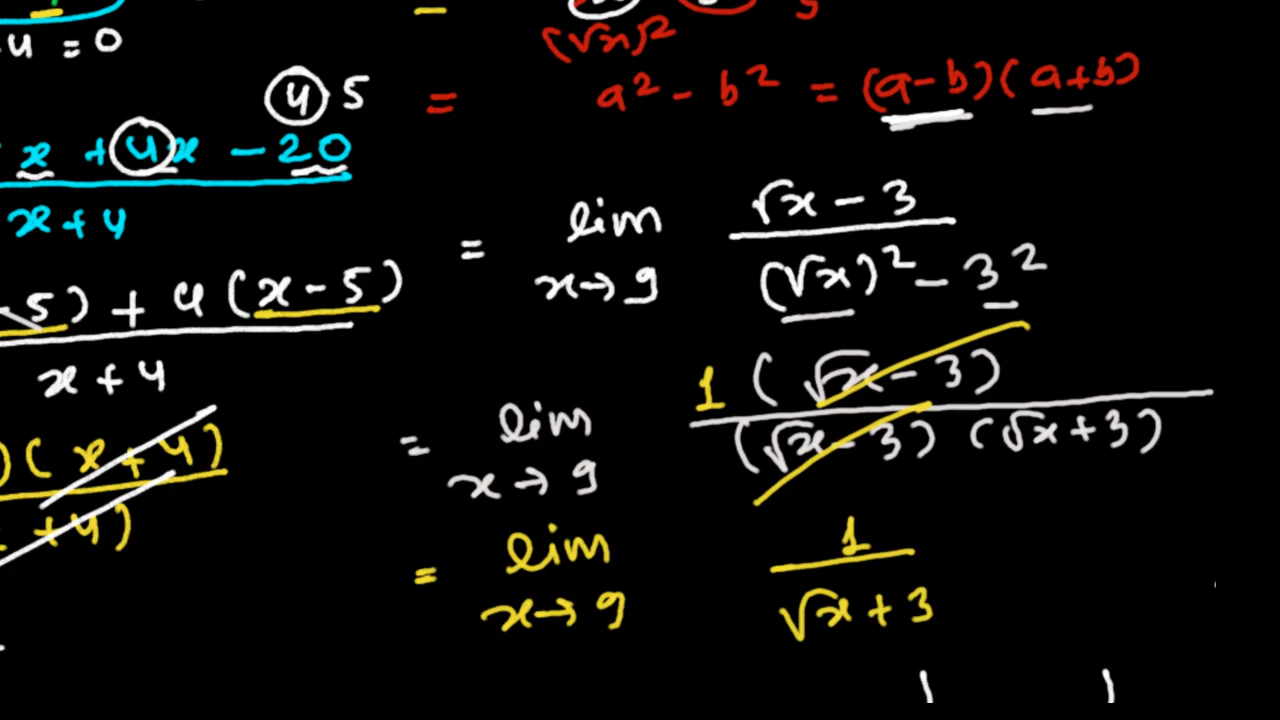 4 = 0
(√x)²
④ 5
= a² - b² = (a-b)(a+b)
x + ④x - 20
x + 4
= lim x→9 (√x - 3) / ((√x)² - 3²)
5) + 4 (x - 5)
x + 4
= lim x→9 1 (√x - 3) / ((√x - 3) (√x + 3))
) (x + 4)
+ 4)
= lim x→9 1 / (√x + 3)